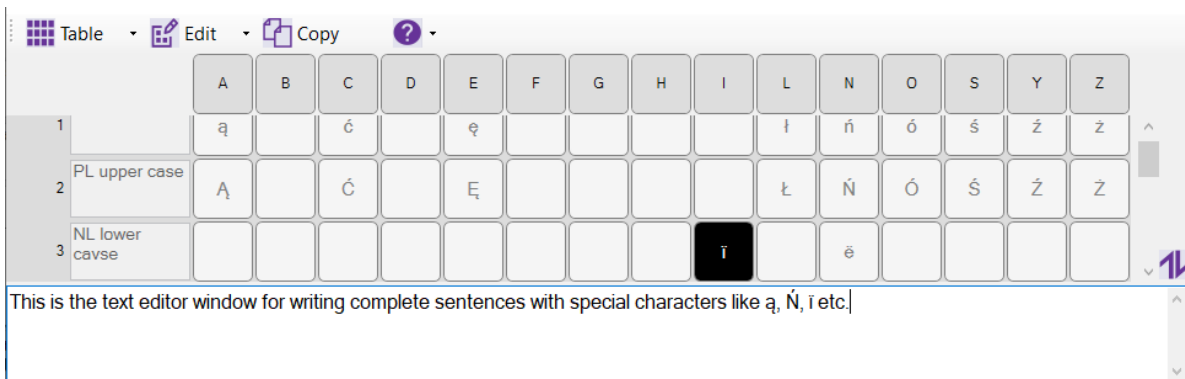 Table Edit Copy ?
A B C D E F G H I L N O S Y Z
1 ą ć ę ł ń ó ś ź ż
2 PL upper case Ą Ć Ę Ł Ń Ó Ś Ź Ż
NL lower
3 cavse ï ë
This is the text editor window for writing complete sentences with special characters like ą, Ń, ï etc.